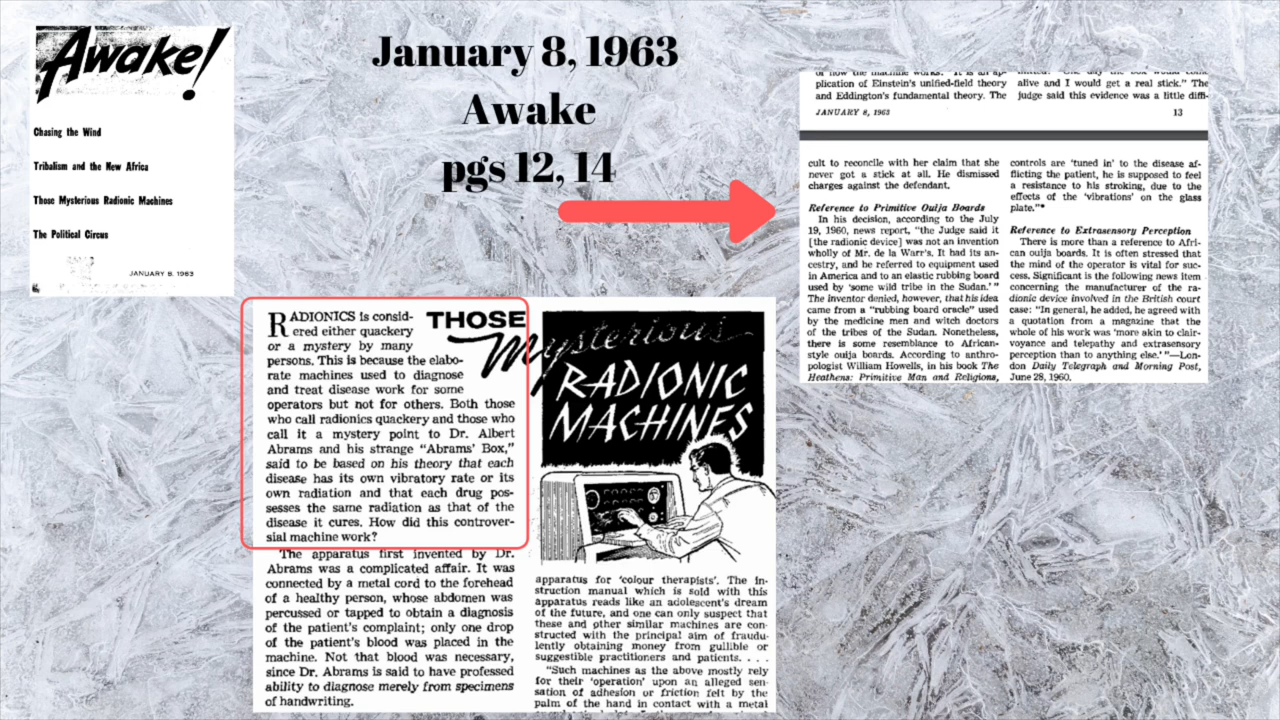 Awake!
Chasing the Wind
Tribalism and the New Africa
Those Mysterious Radionic Machines
The Political Circus
JANUARY 8, 1963
January 8, 1963
Awake
pgs 12, 14
RADIONICS is consid-
ered either quackery
or a mystery by many
persons. This is because the elabo-
rate machines used to diagnose
and treat disease work for some
operators but not for others. Both those
who call radionics quackery and those who
call it a mystery point to Dr. Albert
Abrams and his strange “Abrams’ Box,”
said to be based on his theory that each
disease has its own vibratory rate or its
own radiation and that each drug pos-
sesses the same radiation as that of the
disease it cures. How did this controver-
sial machine work?
The apparatus first invented by Dr.
Abrams was a complicated affair. It was
connected by a metal cord to the forehead
of a healthy person, whose abdomen was
percussed or tapped to obtain a diagnosis
of the patient’s complaint; only one drop
of the patient’s blood was placed in the
machine. Not that blood was necessary,
since Dr. Abrams is said to have professed
ability to diagnose merely from specimens
of handwriting.
THOSE
Mysterious
RADIONIC
MACHINES
apparatus for ‘colour therapists’. The in-
struction manual which is sold with this
apparatus reads like an adolescent’s dream
of the future, and one can only suspect that
these and other similar machines are con-
structed with the principal aim of fraudu-
lently obtaining money from gullible or
suggestible practitioners and patients. . . .
“Such machines as the above mostly rely
for their ‘operation’ upon an alleged sen-
sation of adhesion or friction felt by the
palm of the hand in contact with a metal
of how the machine works. It is an ap-
plication of Einstein’s unified-field theory
and Eddington’s fundamental theory. The
JANUARY 8, 1963
One day the box would come
alive and I would get a real stick.” The
judge said this evidence was a little diffi-
13
cult to reconcile with her claim that she
never got a stick at all. He dismissed
charges against the defendant.
Reference to Primitive Ouija Boards
In his decision, according to the July
19, 1960, news report, “the Judge said it
[the radionic device] was not an invention
wholly of Mr. de la Warr’s. It had its an-
cestry, and he referred to equipment used
in America and to an elastic rubbing board
used by ‘some wild tribe in the Sudan.’ ”
The inventor denied, however, that his idea
came from a “rubbing board oracle” used
by the medicine men and witch doctors
of the tribes of the Sudan. Nonetheless,
there is some resemblance to African-
style ouija boards. According to anthro-
pologist William Howells, in his book The
Heathens: Primitive Man and Religions,
controls are ‘tuned in’ to the disease af-
flicting the patient, he is supposed to feel
a resistance to his stroking, due to the
effects of the ‘vibrations’ on the glass
plate.”*
Reference to Extrasensory Perception
There is more than a reference to Afri-
can ouija boards. It is often stressed that
the mind of the operator is vital for suc-
cess. Significant is the following news item
concerning the manufacturer of the ra-
dionic device involved in the British court
case: “In general, he added, he agreed with
a quotation from a magazine that the
whole of his work was ‘more akin to clair-
voyance and telepathy and extrasensory
perception than to anything else.’ ”—Lon-
don Daily Telegraph and Morning Post,
June 28, 1960.